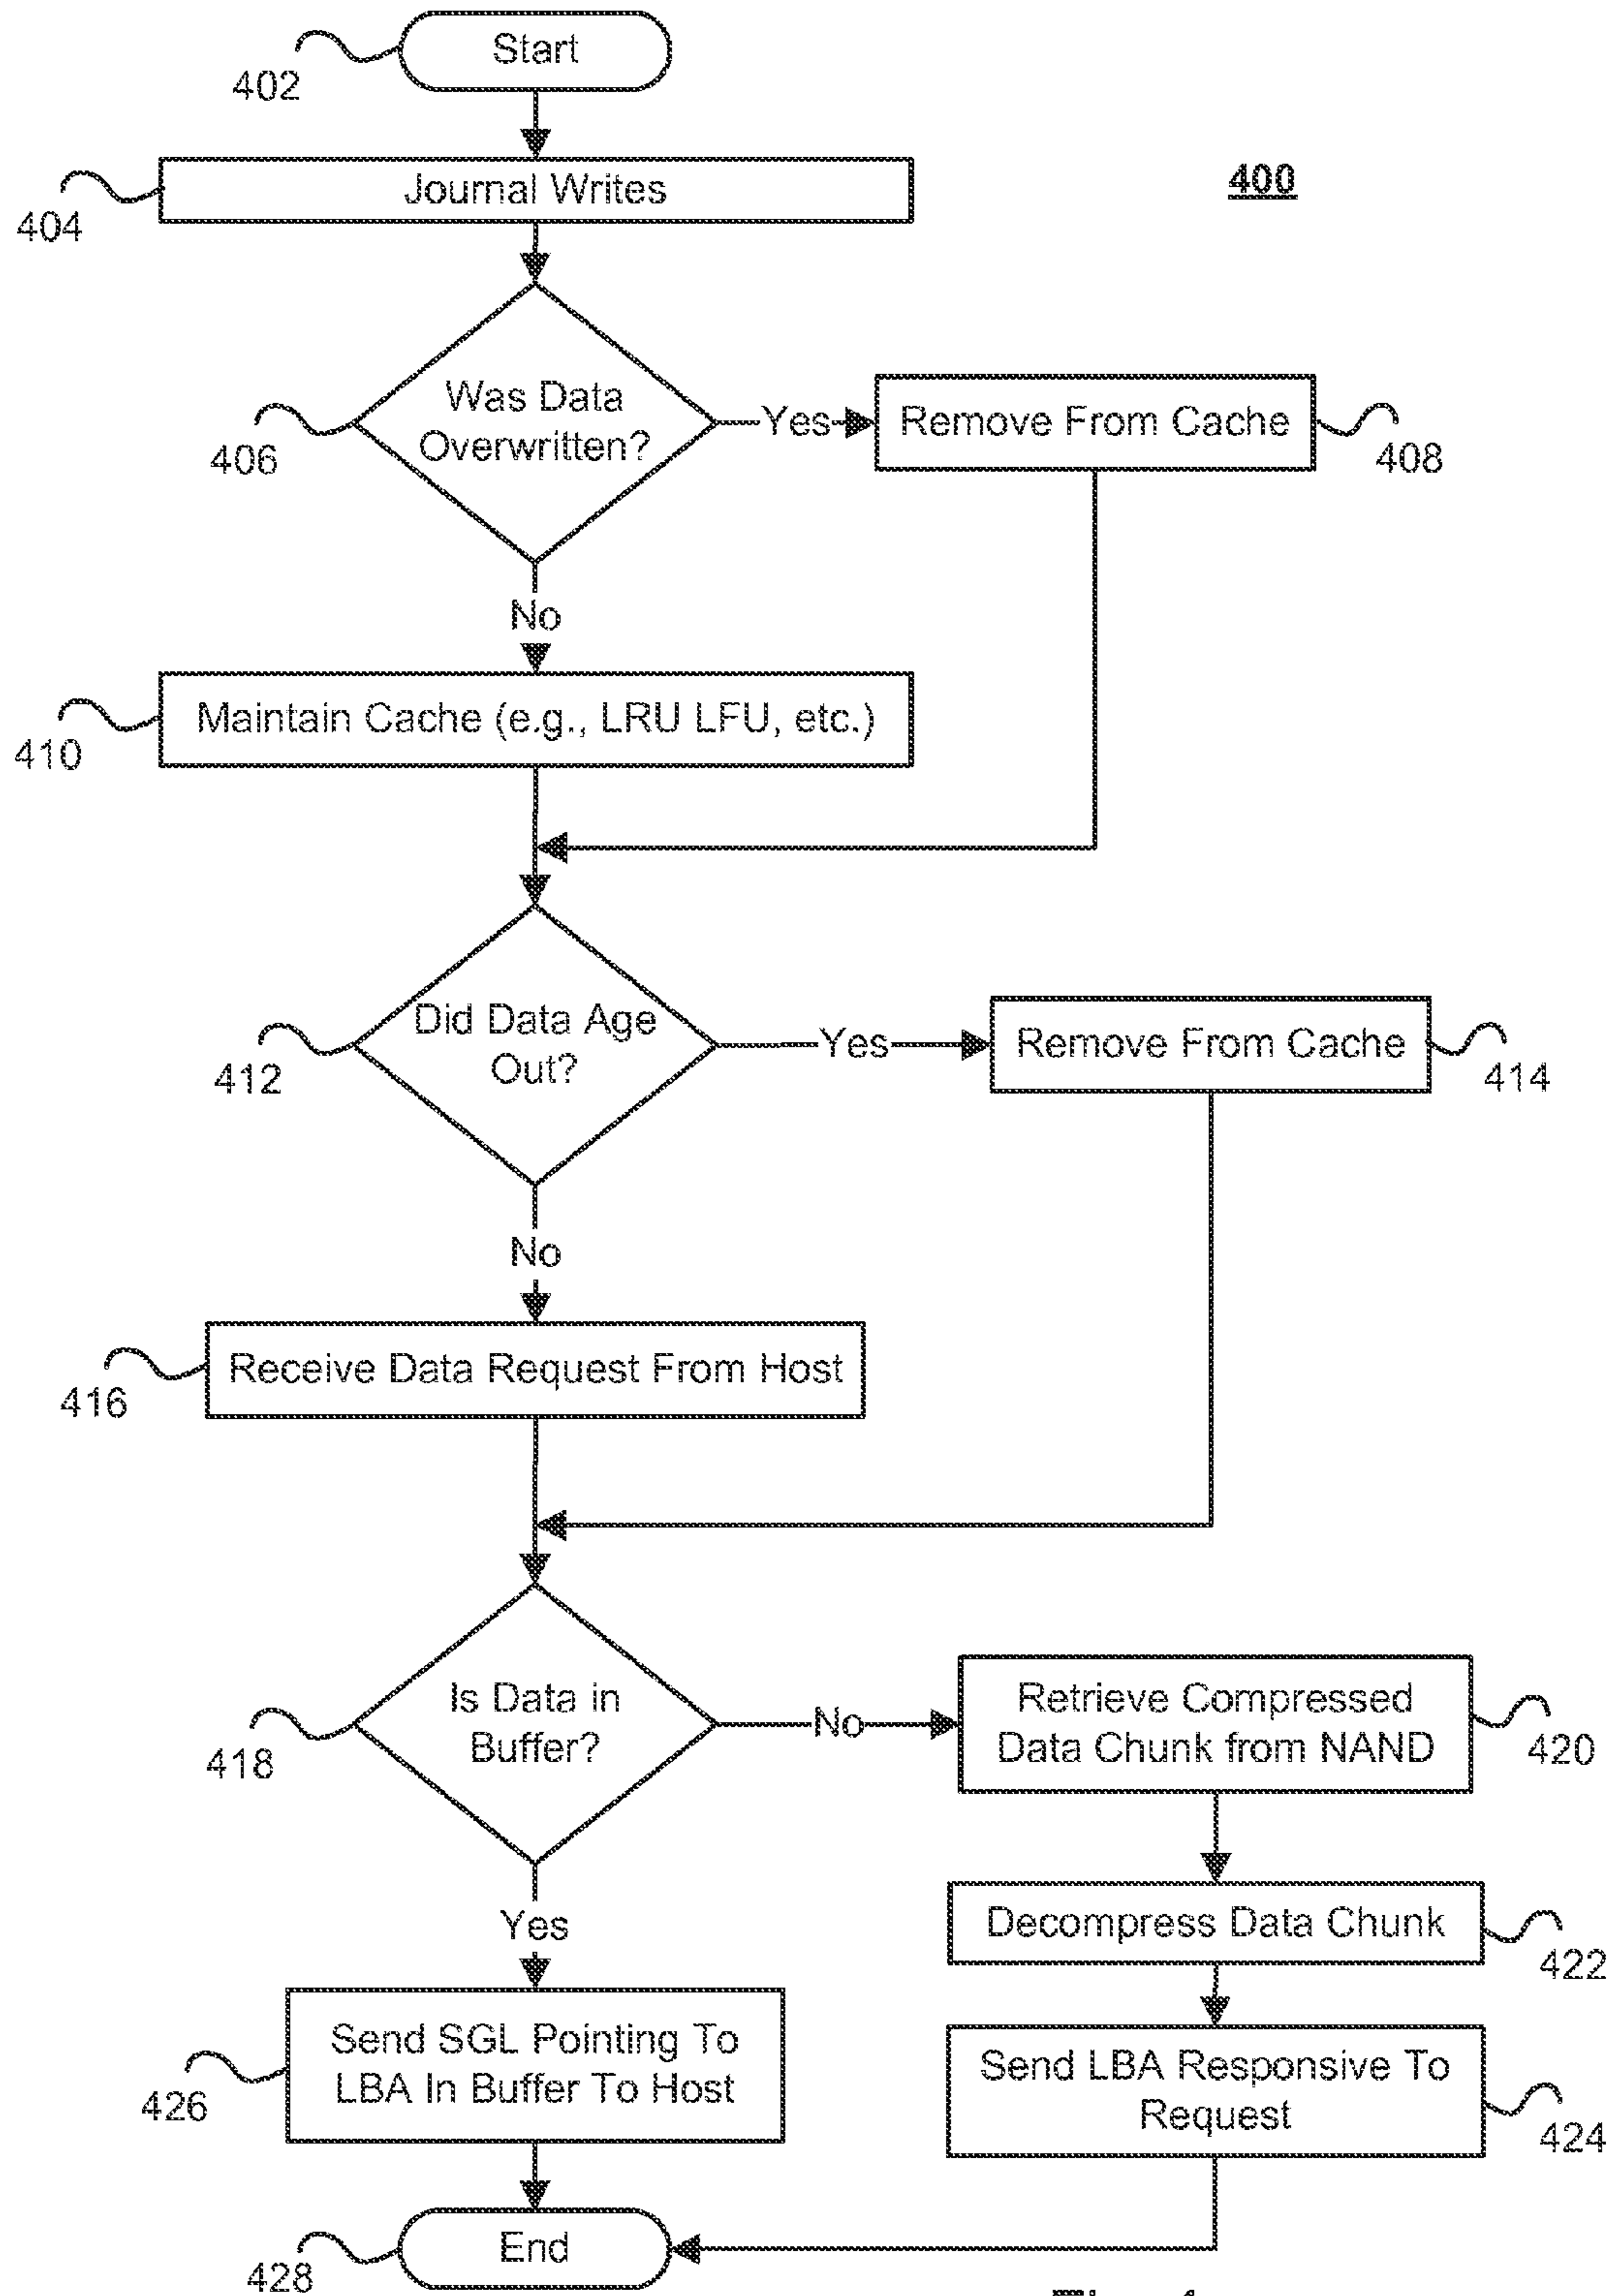 Start
402
Journal Writes
404
400
Was Data
Overwritten?
406
Yes
Remove From Cache
408
No
Maintain Cache (e.g., LRU LFU, etc.)
410
Did Data Age
Out?
412
Yes
Remove From Cache
414
No
Receive Data Request From Host
416
Is Data in
Buffer?
418
No
Retrieve Compressed
Data Chunk from NAND
420
Yes
Decompress Data Chunk
422
Send SGL Pointing To
LBA In Buffer To Host
426
Send LBA Responsive To
Request
424
End
428